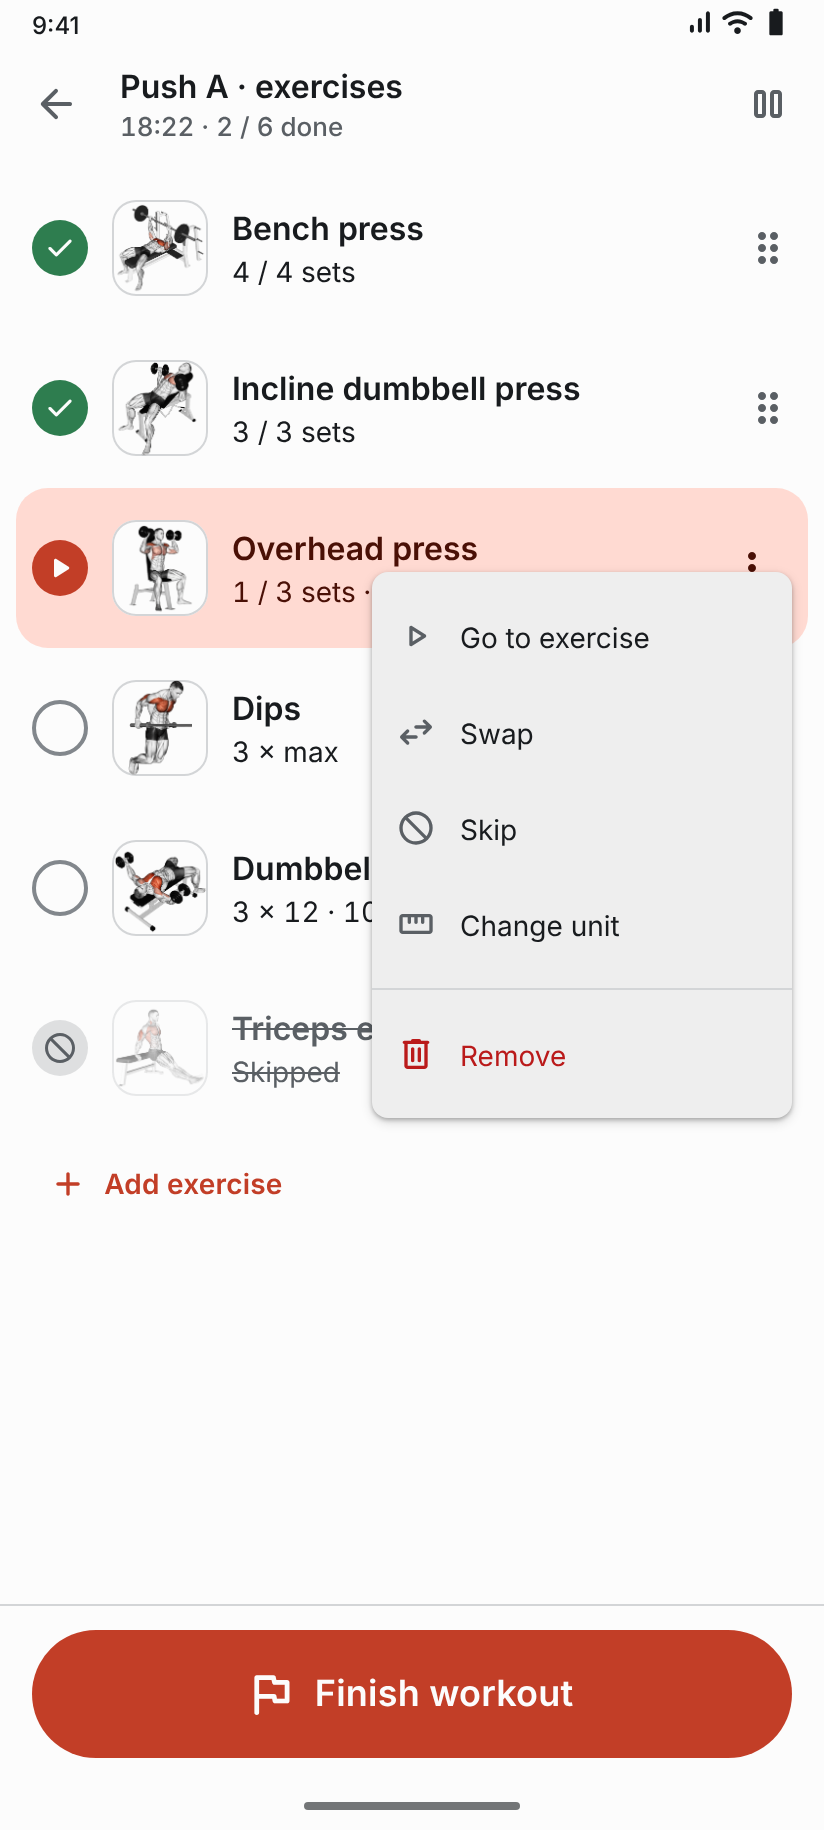 9:41
Push A · exercises
18:22 · 2 / 6 done
Bench press
4 / 4 sets
Incline dumbbell press
3 / 3 sets
Overhead press
1 / 3 sets ·
Go to exercise
Swap
Skip
Change unit
Remove
Dips
3 × max
3 × 12 ·
Triceps
Skipped
Add exercise
Finish workout